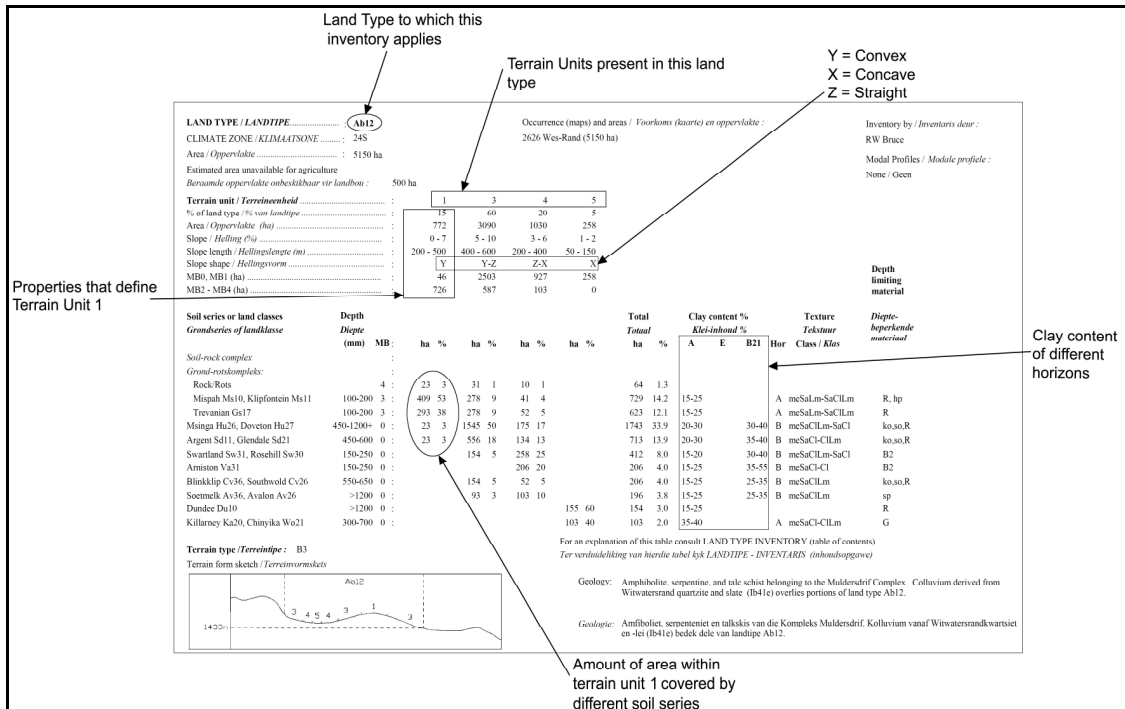 Land Type to which this
inventory applies
Terrain Units present in this land
type
Y = Convex
X = Concave
Z = Straight
LAND TYPE / LANDTIPE.................. : Ab12
CLIMATE ZONE / KLIMAATSONE ........ : 24S
Area / Oppervlakte ............................ : 5150 ha
Estimated area unavailable for agriculture
Beraamde oppervlakte onbeskikbaar vir landbou : 500 ha
Occurrence (maps) and areas / Voorkoms (kaarte) en oppervlakte :
2626 Wes-Rand (5150 ha)
Inventory by / Inventaris deur :
RW Bruce
Modal Profiles / Modale profiele :
None / Geen
Terrain unit / Terreineenheid .................................. : 1 3 4 5
% of land type / % van landtipe .................................. : 15 60 20 5
Area / Oppervlakte (ha) .................................. : 772 3090 1030 258
Slope / Helling (%) .................................. : 0 - 7 5 - 10 3 - 6 1 - 2
Slope length / Hellingslengte (m) .................................. : 200 - 500 400 - 600 200 - 400 50 - 150
Slope shape / Hellingsvorm .................................. : Y Y-Z Z-X X
MB0, MB1 (ha) .................................. : 46 2503 927 258
MB2 - MB4 (ha) .................................. : 726 587 103 0
Properties that define
Terrain Unit 1
Depth
limiting
material
Soil series or land classes Depth Total Clay content % Texture Diepte-
Grondseries of landklasse Diepte Totaal Klei-inhoud % Tekstuur beperkende
(mm) MB : ha % ha % ha % ha % ha % A E B21 Hor Class / Klas materiaal
Soil-rock complex :
Grond-rotskompleks: :
Rock/Rots 4 : 23 3 31 1 10 1 64 1.3
Mispah Ms10, Klipfontein Ms11 100-200 3 : 409 53 278 9 41 4 729 14.2 15-25 A meSaLm-SaClLm R, hp
Trevanian Gs17 100-200 3 : 293 38 278 9 52 5 623 12.1 15-25 A meSaLm-SaClLm R
Msinga Hu26, Doveton Hu27 450-1200+ 0 : 23 3 1545 50 175 17 1743 33.9 20-30 30-40 B meSaClLm-SaCl ko,so,R
Argent Sd11, Glendale Sd21 450-600 0 : 23 3 556 18 134 13 713 13.9 20-30 35-40 B meSaCl-ClLm ko,so,R
Swartland Sw31, Rosehill Sw30 150-250 0 : 154 5 258 25 412 8.0 15-20 30-40 B meSaClLm-SaCl B2
Arniston Va31 150-250 0 : 206 20 206 4.0 15-25 35-55 B meSaCl-Cl B2
Blinkklip Cv36, Southwold Cv26 550-650 0 : 154 5 52 5 206 4.0 15-25 25-35 B meSaClLm ko,so,R
Soetmelk Av36, Avalon Av26 >1200 0 : 93 3 103 10 196 3.8 15-25 25-35 B meSaClLm sp
Dundee Du10 >1200 0 : 155 60 154 3.0 15-25 R
Killarney Ka20, Chinyika Wo21 300-700 0 : 103 40 103 2.0 35-40 A meSaCl-ClLm G
Clay content
of different
horizons
Terrain type / Terreintipe : B3
Terrain form sketch / Terreinvormskets
For an explanation of this table consult LAND TYPE INVENTORY (table of contents)
Ter verduideliking van hierdie tabel kyk LANDTIPE - INVENTARIS (inhoudsopgawe)
Ab12
3 4 5 4 3 1 3
1430m
Geology: Amphibolite, serpentine, and talc schist belonging to the Muldersdrif Complex. Colluvium derived from
Witwatersrand quartzite and slate (Ib41e) overlies portions of land type Ab12.
Geologie: Amfiboliet, serpenteniet en talkskis van die Kompleks Muldersdrif. Kolluvium vanaf Witwatersrandkwartsiet
en -lei (Ib41e) bedek dele van landtipe Ab12.
Amount of area within
terrain unit 1 covered by
different soil series